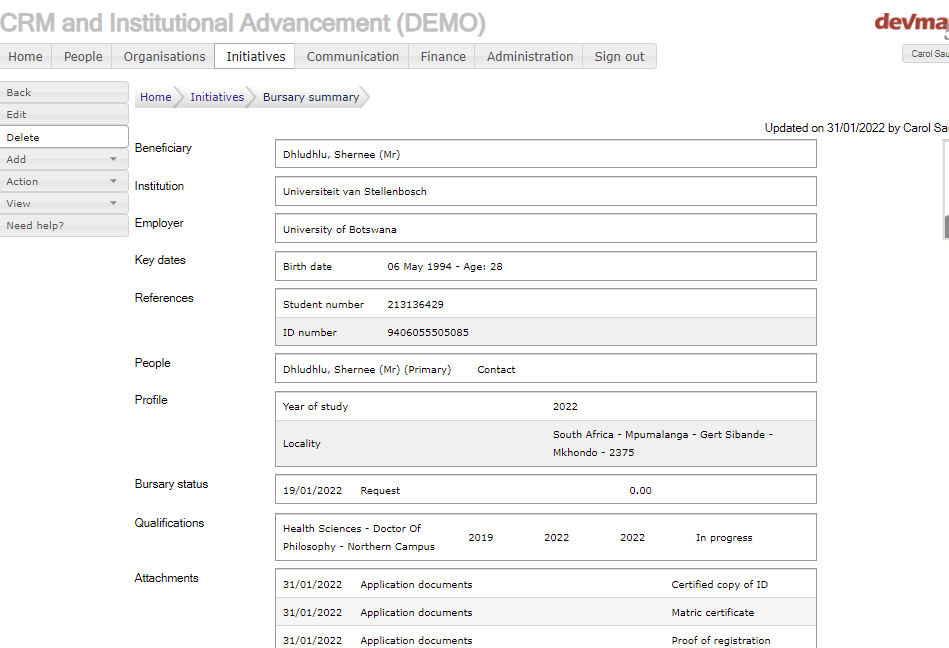 CRM and Institutional Advancement (DEMO)
Home People Organisations Initiatives Communication Finance Administration Sign out
Carol
Back
Edit
Delete
Add
Action
View
Need help?
Home Initiatives Bursary summary
Updated on 31/01/2022 by Carol
Beneficiary Dhludhlu, Shernee (Mr)
Institution Universiteit van Stellenbosch
Employer University of Botswana
Key dates Birth date 06 May 1994 - Age: 28
References Student number 213136429
ID number 9406055505085
People Dhludhlu, Shernee (Mr) (Primary) Contact
Profile Year of study 2022
Locality South Africa - Mpumalanga - Gert Sibande -
Mkhondo - 2375
Bursary status 19/01/2022 Request 0.00
Qualifications Health Sciences - Doctor Of
Philosophy - Northern Campus 2019 2022 2022 In progress
Attachments 31/01/2022 Application documents Certified copy of ID
31/01/2022 Application documents Matric certificate
31/01/2022 Application documents Proof of registration